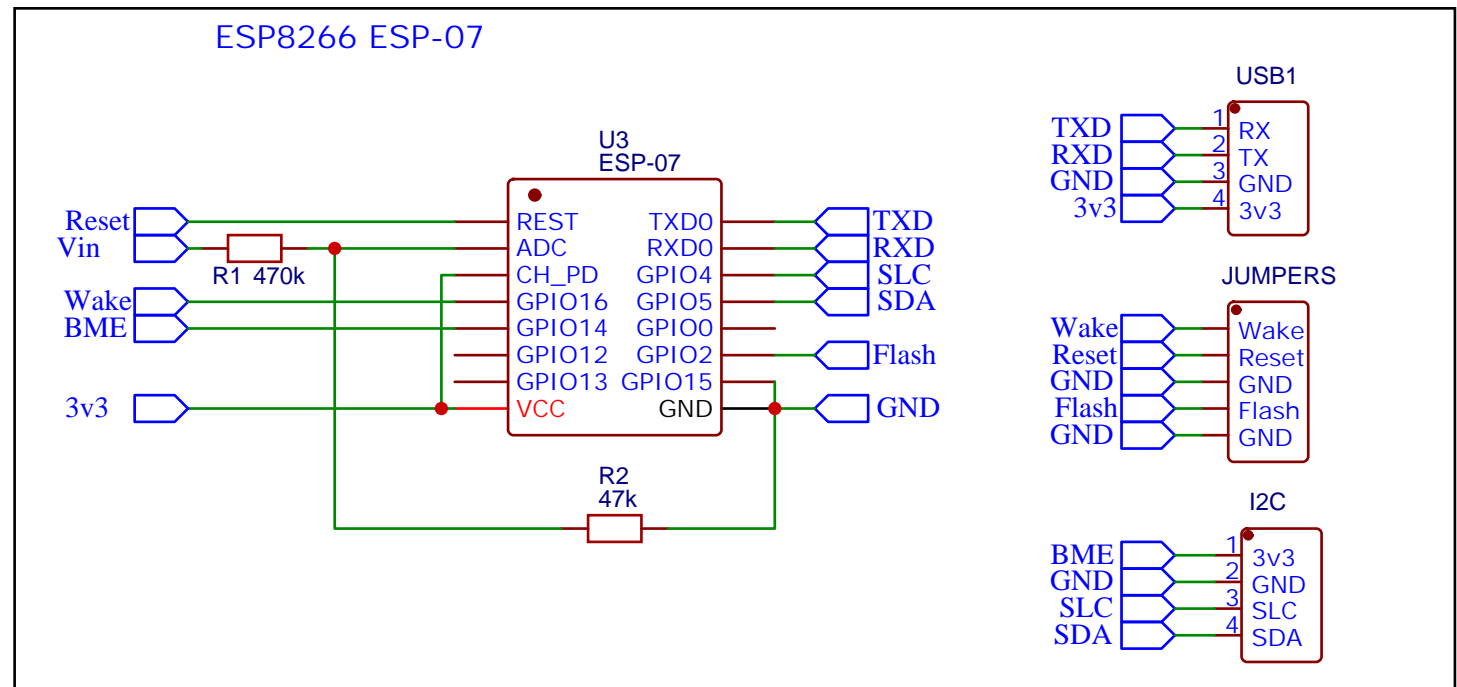 ESP8266 ESP-07
U3
ESP-07
Reset
Vin
R1 470k
Wake
BME
3v3
REST
ADC
CH_PD
GPIO16
GPIO14
GPIO12
GPIO13
VCC
TXD0
RXD0
GPIO4
GPIO5
GPIO0
GPIO2
GPIO15
GND
TXD
RXD
SLC
SDA
Flash
GND
R2
47k
USB1
TXD 1 RX
RXD 2 TX
GND 3 GND
3v3 4 3v3
JUMPERS
Wake Wake
Reset Reset
GND GND
Flash Flash
GND GND
I2C
BME 1 3v3
GND 2 GND
SLC 3 SLC
SDA 4 SDA